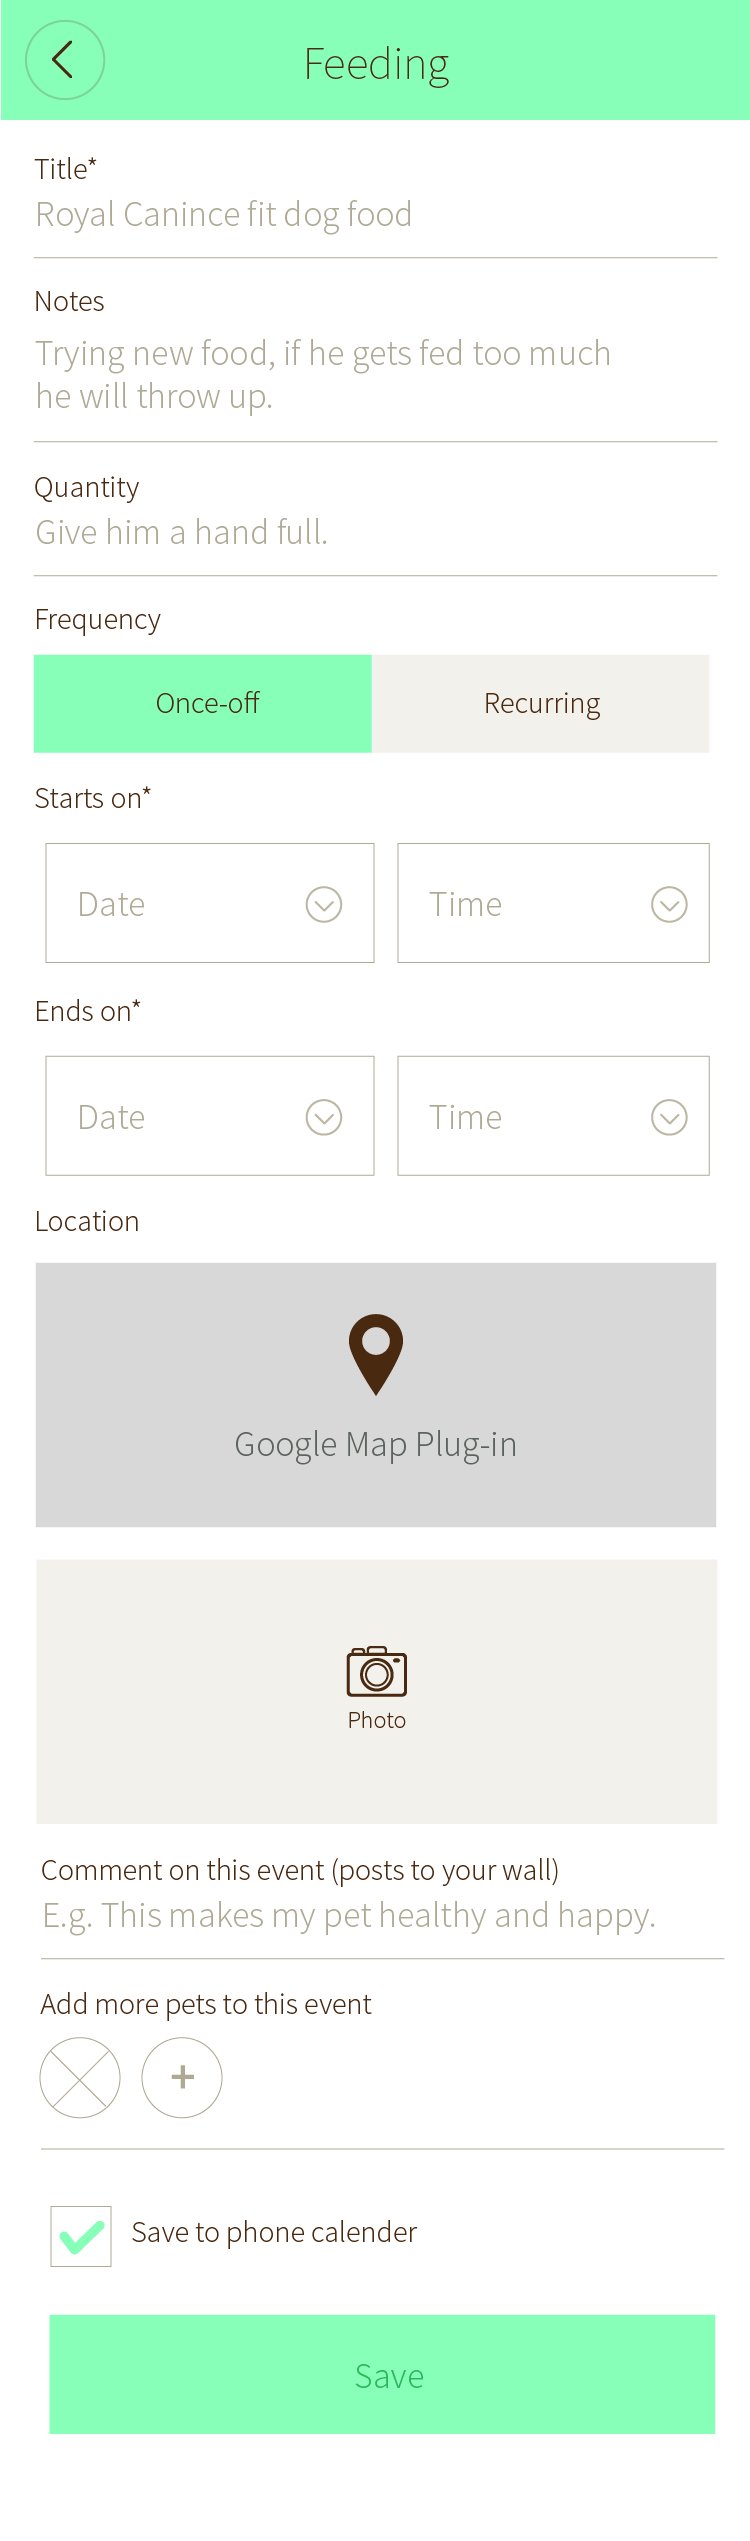 Feeding
Title*
Royal Canince fit dog food
Notes
Trying new food, if he gets fed too much
he will throw up.
Quantity
Give him a hand full.
Frequency
Once-off Recurring
Starts on*
Date Time
Ends on*
Date Time
Location
Google Map Plug-in
Photo
Comment on this event (posts to your wall)
E.g. This makes my pet healthy and happy.
Add more pets to this event
+
Save to phone calender
Save